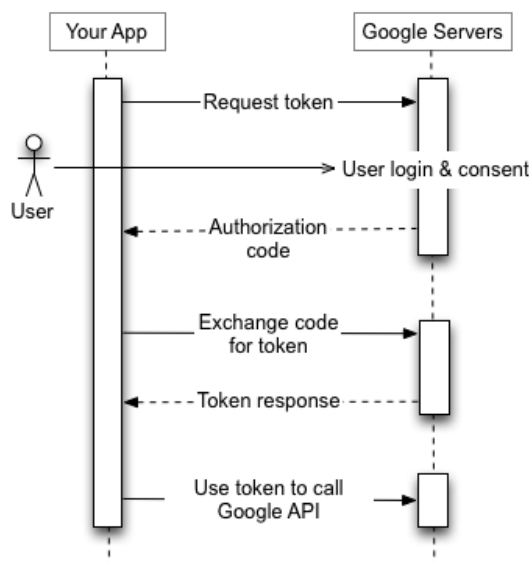 Your App
Google Servers
Request token
User login & consent
User
Authorization
code
Exchange code
for token
Token response
Use token to call
Google API